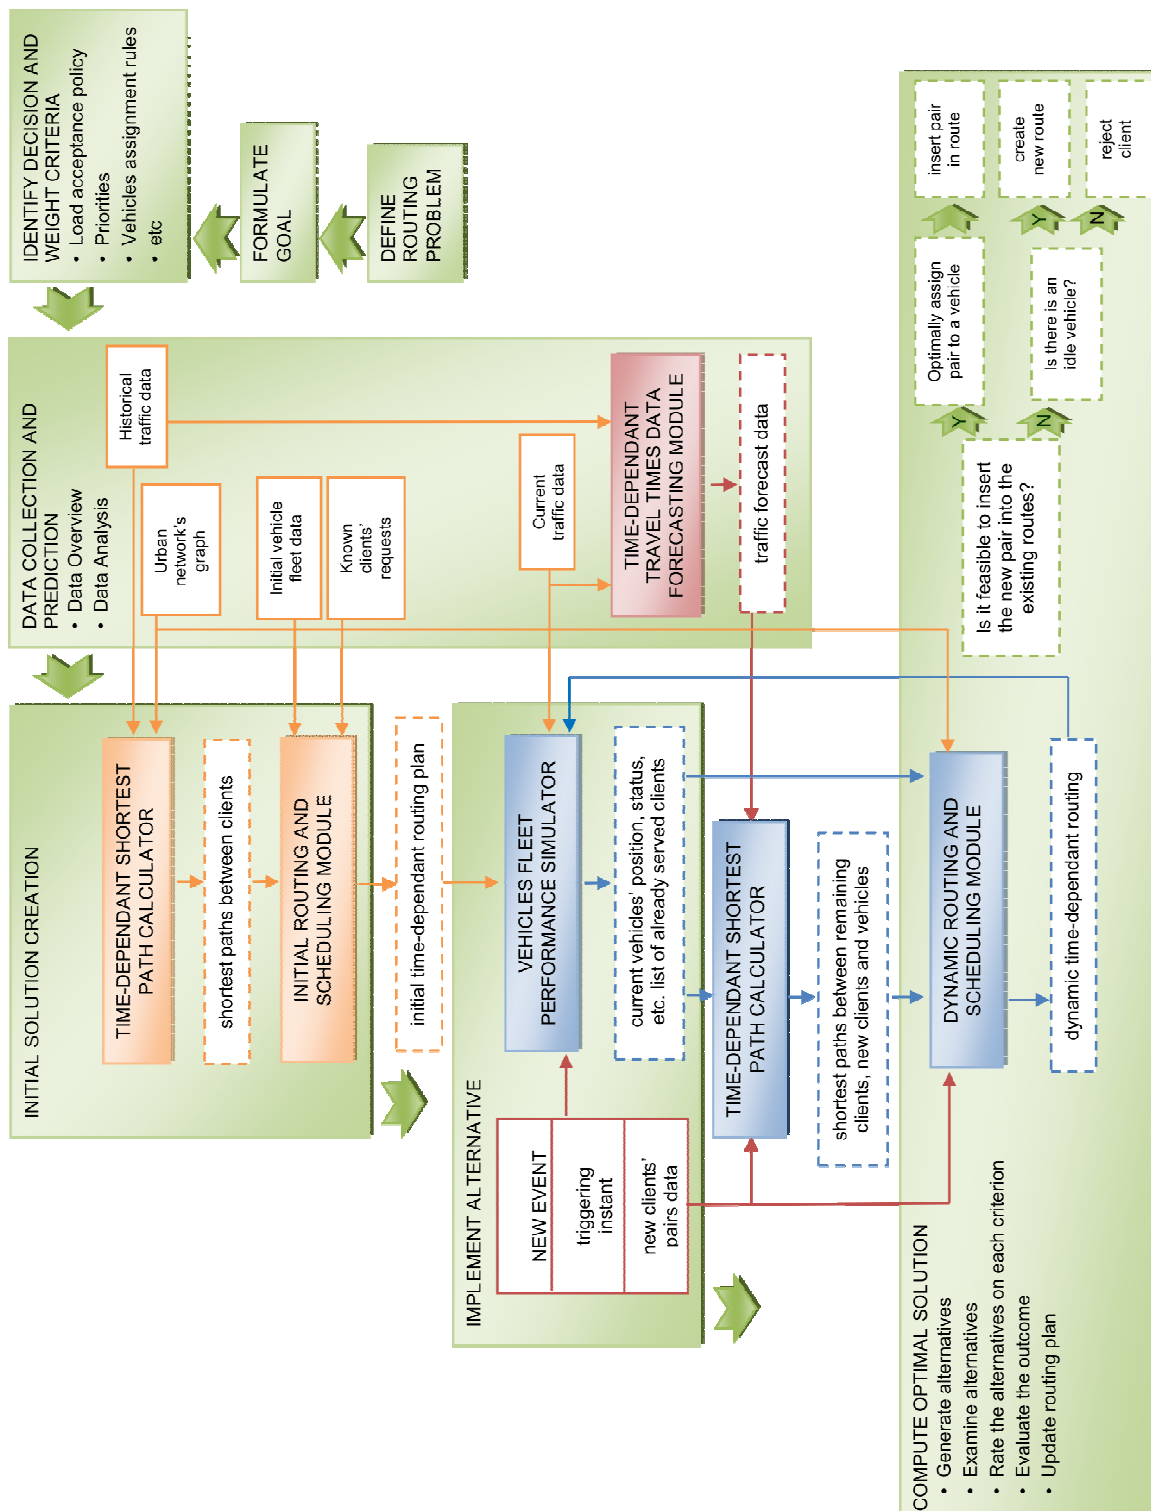 DEFINE
ROUTING
PROBLEM
FORMULATE
GOAL
IDENTIFY DECISION AND
WEIGHT CRITERIA
• Load acceptance policy
• Priorities
• Vehicles assignment rules
• etc
DATA COLLECTION AND
PREDICTION
• Data Overview
• Data Analysis
Historical
traffic data
Urban
network's
graph
Initial vehicle
fleet data
Known
clients'
requests
Current
traffic data
TIME-DEPENDANT
TRAVEL TIMES DATA
FORECASTING MODULE
traffic forecast data
INITIAL SOLUTION CREATION
TIME-DEPENDANT SHORTEST
PATH CALCULATOR
shortest paths between clients
INITIAL ROUTING AND
SCHEDULING MODULE
initial time-dependant routing plan
IMPLEMENT ALTERNATIVE
NEW EVENT
triggering
instant
new clients'
pairs data
VEHICLES FLEET
PERFORMANCE SIMULATOR
current vehicles' position, status,
etc. list of already served clients
TIME-DEPENDANT SHORTEST
PATH CALCULATOR
shortest paths between remaining
clients, new clients and vehicles
COMPUTE OPTIMAL SOLUTION
• Generate alternatives
• Examine alternatives
• Rate the alternatives on each criterion
• Evaluate the outcome
• Update routing plan
DYNAMIC ROUTING AND
SCHEDULING MODULE
dynamic time-dependant routing
Is it feasible to insert
the new pair into the
existing routes?
Y
N
Optimally assign
pair to a vehicle
Is there is an
idle vehicle?
Y
N
insert pair
in route
create
new route
reject
client